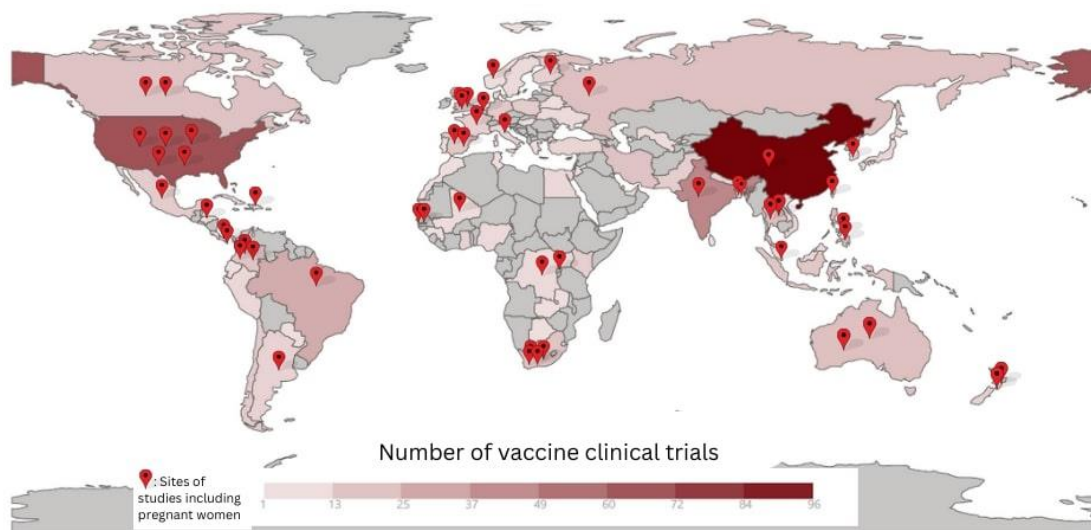 Number of vaccine clinical trials
: Sites of
studies including
pregnant women
1 13 25 37 49 60 72 84 96